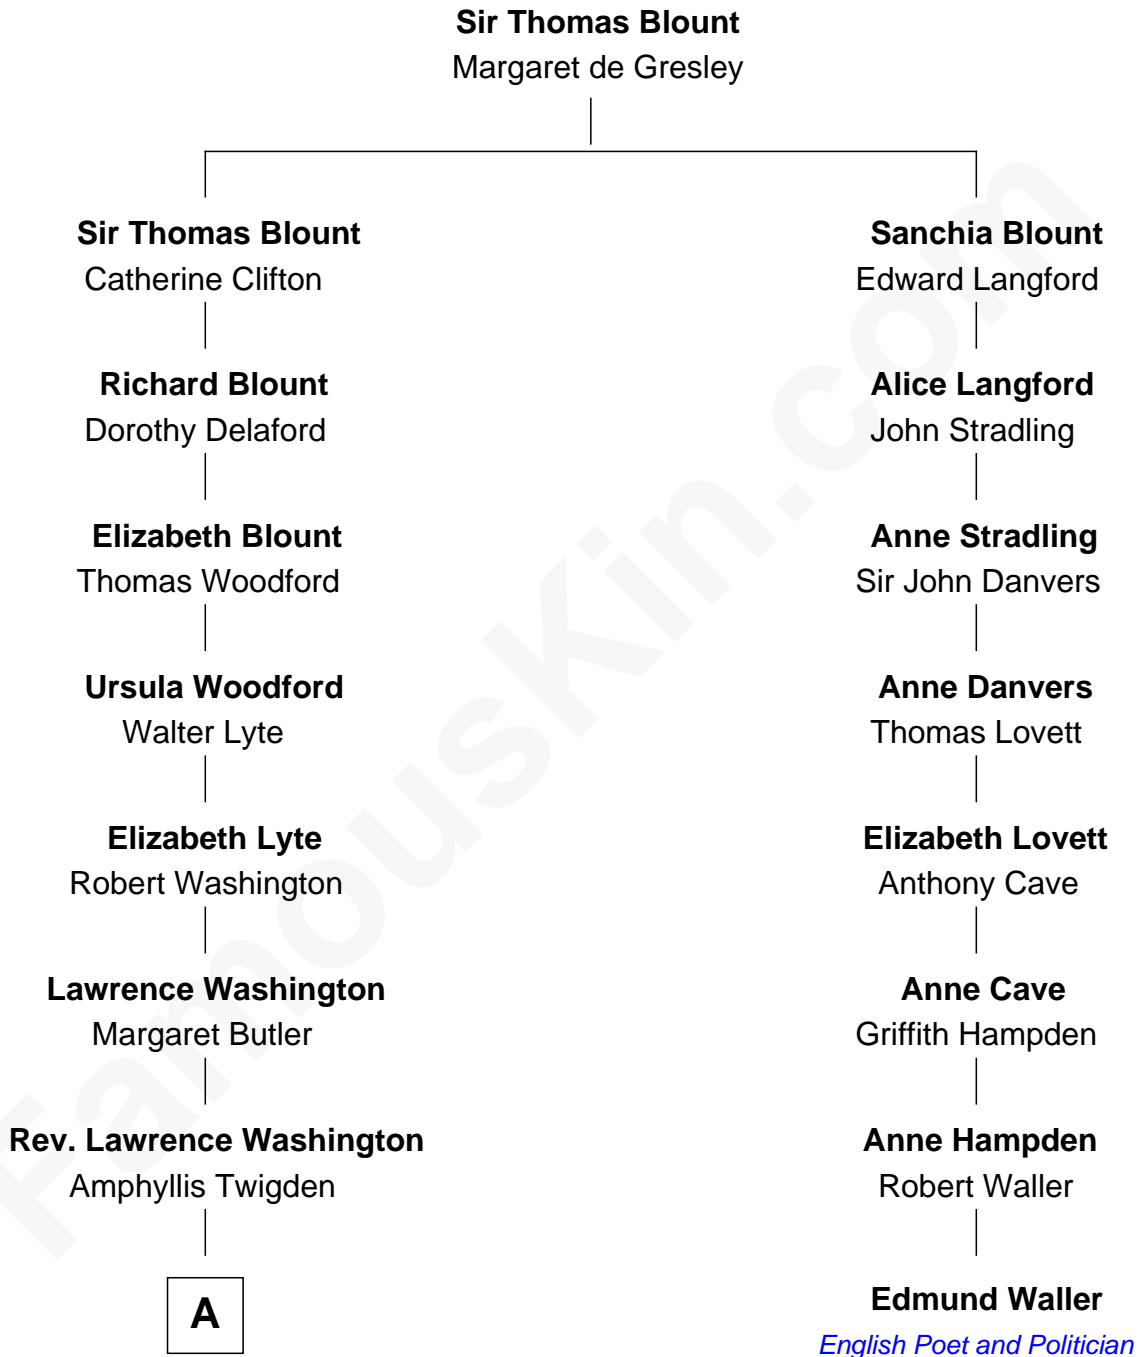 Sir Thomas Blount
Margaret de Gresley
Sir Thomas Blount
Catherine Clifton
Richard Blount
Dorothy Delaford
Elizabeth Blount
Thomas Woodford
Ursula Woodford
Walter Lyte
Elizabeth Lyte
Robert Washington
Lawrence Washington
Margaret Butler
Rev. Lawrence Washington
Amphyllis Twigden
A
Sanchia Blount
Edward Langford
Alice Langford
John Stradling
Anne Stradling
Sir John Danvers
Anne Danvers
Thomas Lovett
Elizabeth Lovett
Anthony Cave
Anne Cave
Griffith Hampden
Anne Hampden
Robert Waller
Edmund Waller
English Poet and Politician
FamousKin.com